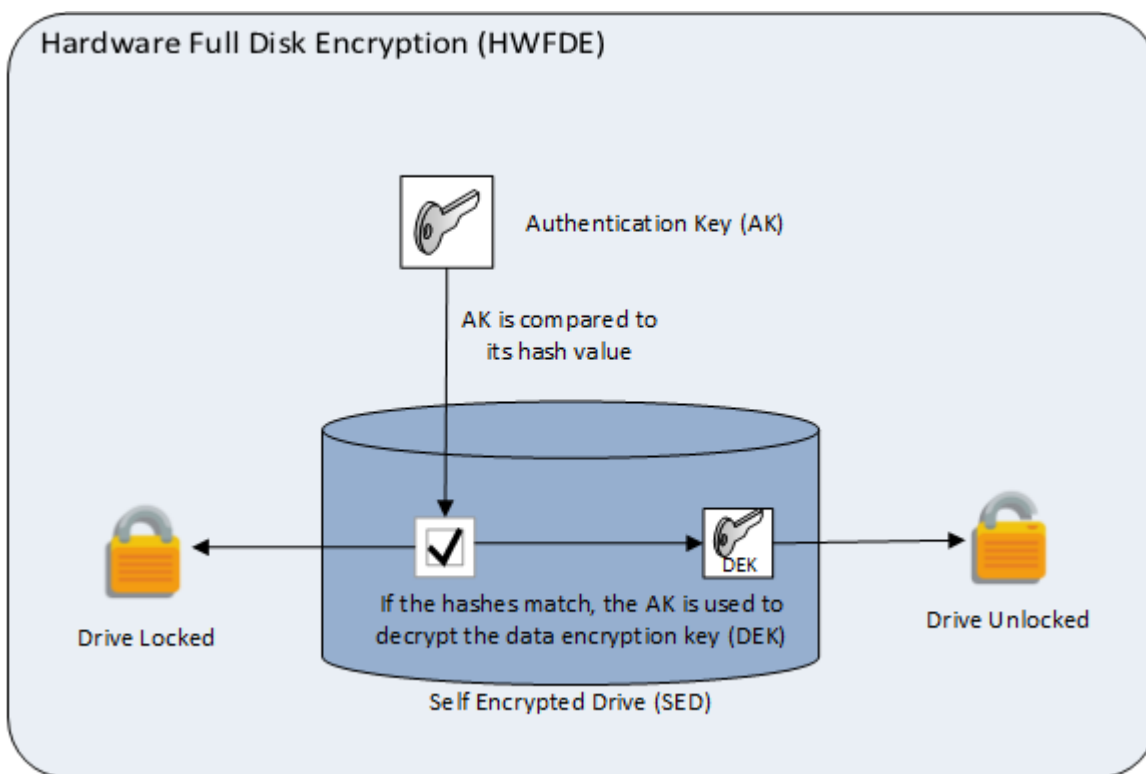 Hardware Full Disk Encryption (HWFDE)
Authentication Key (AK)
AK is compared to
its hash value
DEK
If the hashes match, the AK is used to
decrypt the data encryption key (DEK)
Drive Locked
Drive Unlocked
Self Encrypted Drive (SED)